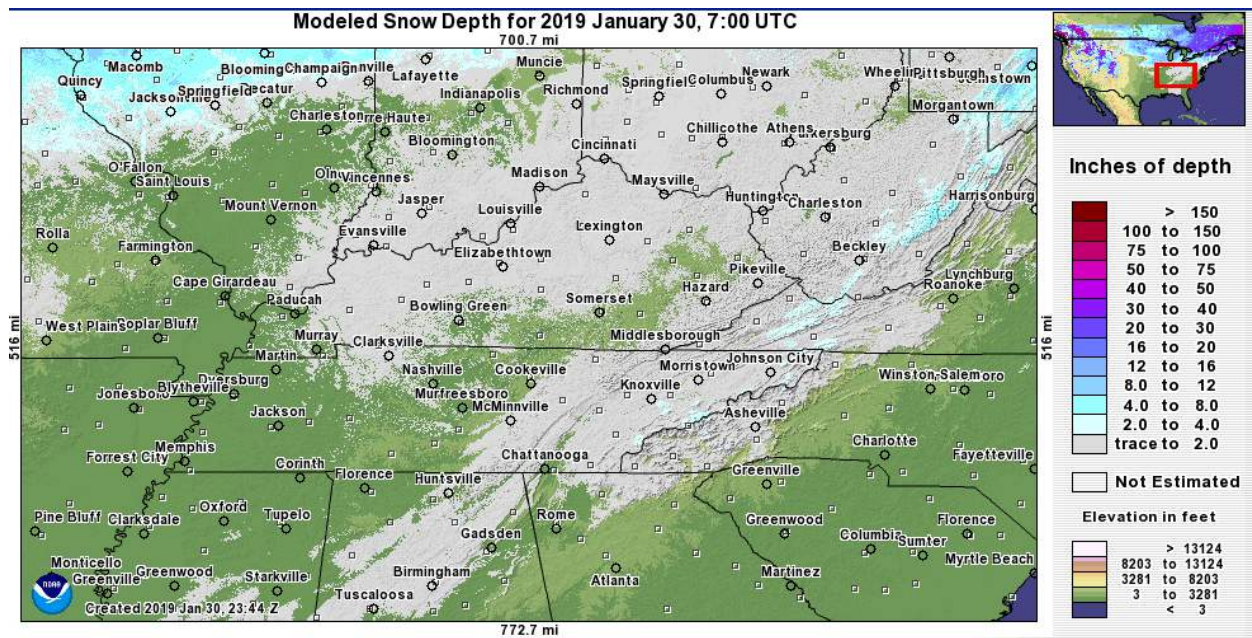 Modeled Snow Depth for 2019 January 30, 7:00 UTC
700.7 mi
Macomb Bloomington Champaign nville Lafayette Muncie Newark Wheeli Pittsburgh
Quincy Jacksonville Springfield ecatur Indianapolis Richmond Springfield Columbus nstown
Morgantown
Charleston rre Haute Bloomington Chillicothe Athens rkersburg
Cincinnati
O'Fallon Saint Louis Vincennes Madison Maysville
Mount Vernon Jasper Louisville Huntington Charleston Harrisonburg
Rolla Farmington Evansville Elizabethtown Lexington Beckley
Cape Girardeau Pikeville Lynchburg
Paducah Bowling Green Somerset Hazard Roanoke
West Plains Poplar Bluff Murray Clarksville Middlesborough
516 mi
516 mi
Martin Nashville Cookeville Morristown Johnson City
Jonesboro Blytheville Dyersburg Murfreesboro Knoxville Winston Salem oro
Jackson McMinnville Asheville
Memphis Charlotte
Forrest City Corinth Florence Huntsville Chattanooga Greenville Fayetteville
Pine Bluff Clarksdale Oxford Tupelo Gadsden Rome Greenwood Columbia Sumter Florence
Monticello Greenville Greenwood Starkville Birmingham Atlanta Martinez Myrtle Beach
Tuscaloosa
NOAA
Created 2019 Jan 30, 23:44 Z
772.7 mi
Inches of depth
> 150
100 to 150
75 to 100
50 to 75
40 to 50
30 to 40
20 to 30
16 to 20
12 to 16
8.0 to 12
4.0 to 8.0
2.0 to 4.0
trace to 2.0
Not Estimated
Elevation in feet
> 13124
8203 to 13124
3281 to 8203
3 to 3281
< 3